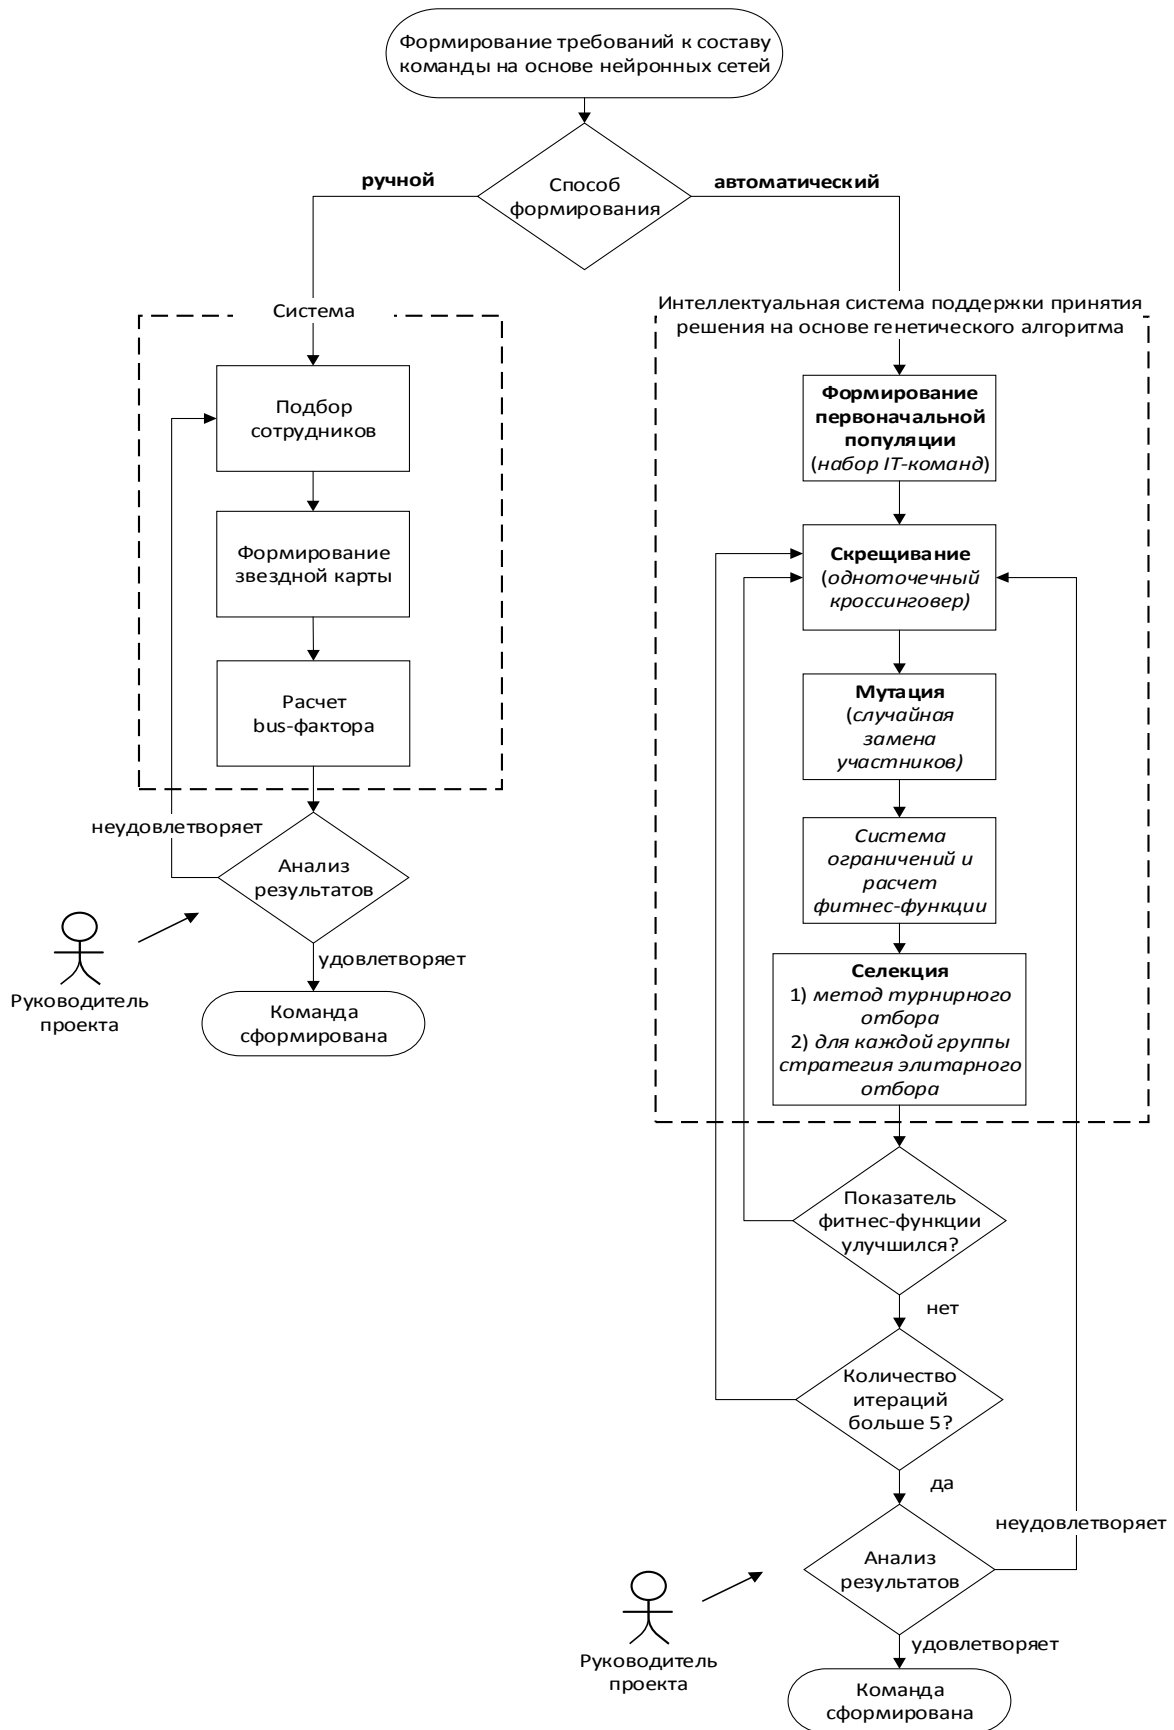 Формирование требований к составу
команды на основе нейронных сетей
Способ
формирования
ручной
автоматический
Система
Подбор
сотрудников
Формирование
звездной карты
Расчет
bus-фактора
неудовлетворяет
Анализ
результатов
Руководитель
проекта
удовлетворяет
Команда
сформирована
Интеллектуальная система поддержки принятия
решения на основе генетического алгоритма
Формирование
первоначальной
популяции
(набор IT-команд)
Скрещивание
(одноточечный
кроссинговер)
Мутация
(случайная
замена
участников)
Система
ограничений и
расчет
фитнес-функции
Селекция
1) метод турнирного
отбора
2) для каждой группы
стратегия элитарного
отбора
Показатель
фитнес-функции
улучшился?
нет
Количество
итераций
больше 5?
да
неудовлетворяет
Анализ
результатов
Руководитель
проекта
удовлетворяет
Команда
сформирована